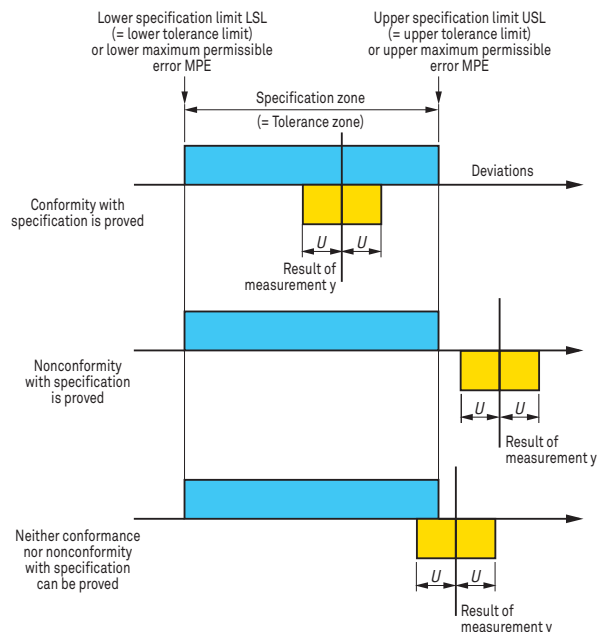 Lower specification limit LSL
(= lower tolerance limit)
or lower maximum permissible
error MPE
Upper specification limit USL
(= upper tolerance limit)
or upper maximum permissible
error MPE
Specification zone
(= Tolerance zone)
Deviations
Conformity with
specification is proved
U U
Result of
measurement y
Nonconformity
with specification
is proved
U U
Result of
measurement y
Neither conformance
nor nonconformity
with specification
can be proved
U U
Result of
measurement y